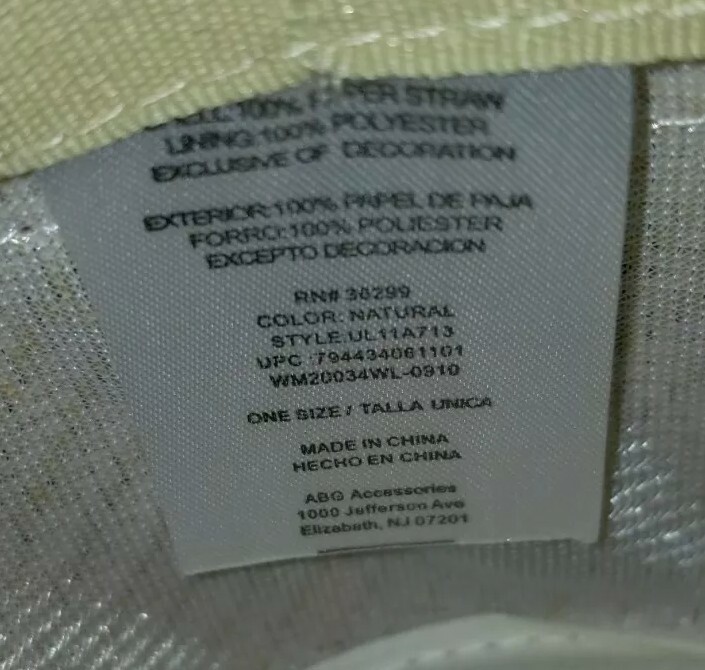 SHELL:100% PAPER STRAW
LINING:100% POLYESTER
EXCLUSIVE OF DECORATION
EXTERIOR:100% PAPEL DE PAJA
FORRO:100% POLIESTER
EXCEPTO DECORACION
RN# 36299
COLOR: NATURAL
STYLE:UL11A713
UPC :794434061101
WM20034WL-0910
ONE SIZE / TALLA UNICA
MADE IN CHINA
HECHO EN CHINA
ABG Accessories
1000 Jefferson Ave
Elizabeth, NJ 07201